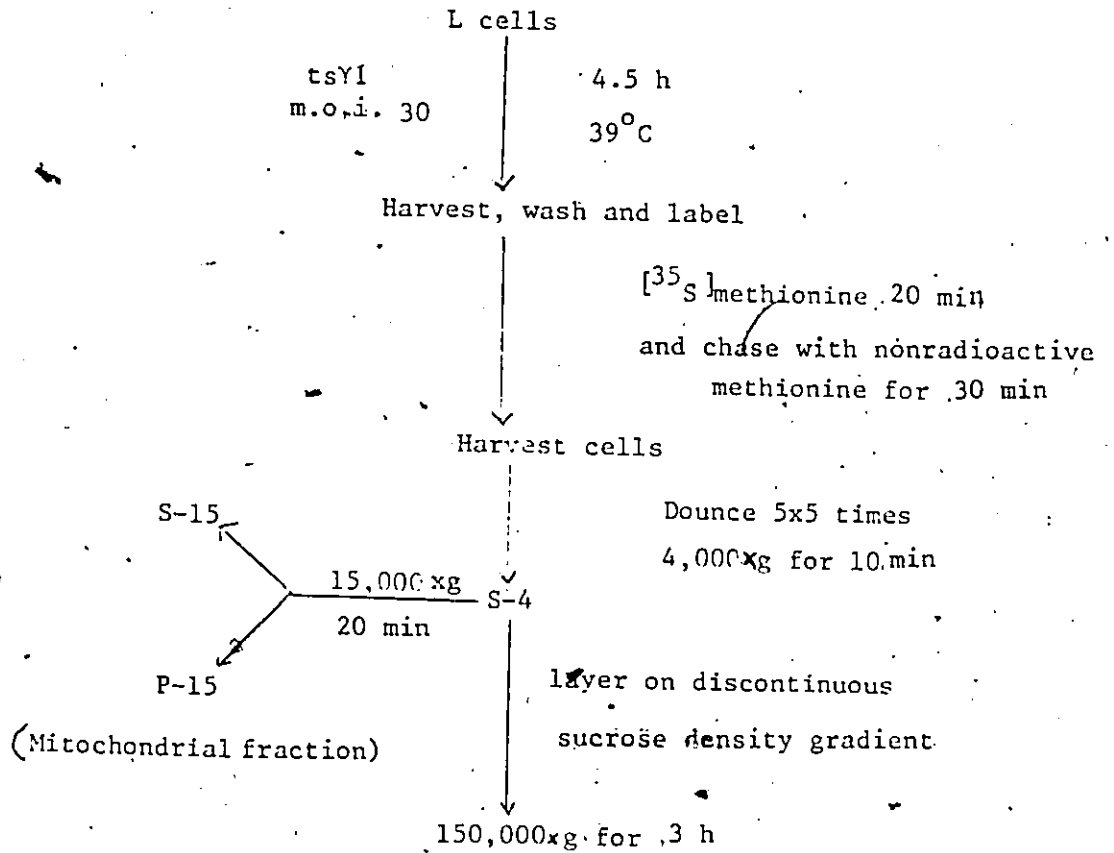 L cells
tsYI
m.o.i. 30
4.5 h
39°C
Harvest, wash and label
[35S]methionine 20 min
and chase with nonradioactive
methionine for 30 min
Harvest cells
Dounce 5x5 times
4,000xg for 10 min
S-15
15,000 xg
S-4
20 min
P-15
(Mitochondrial fraction)
layer on discontinuous
sucrose density gradient
150,000xg for 3 h